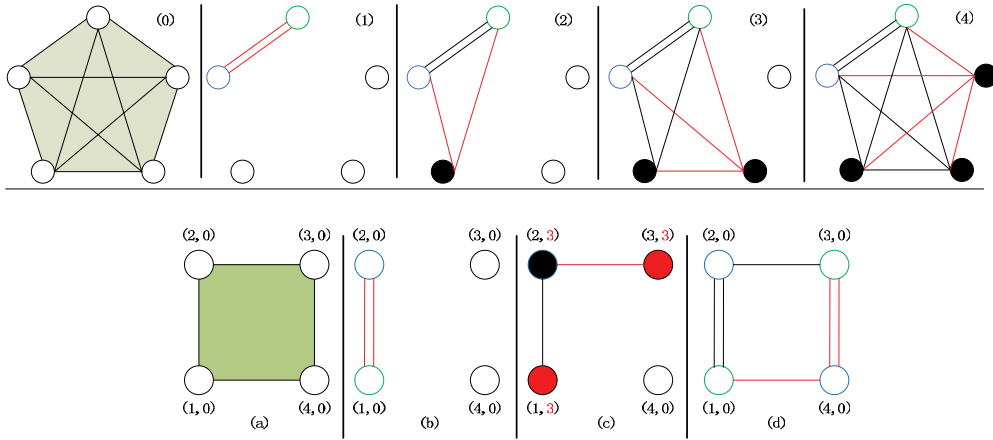 (0) (1) (2) (3) (4)
(2, 0) (3, 0) (2, 0) (3, 0) (2, 3) (3, 3) (2, 0) (3, 0)
(1, 0) (4, 0) (1, 0) (4, 0) (1, 3) (4, 0) (1, 0) (4, 0)
(a) (b) (c) (d)